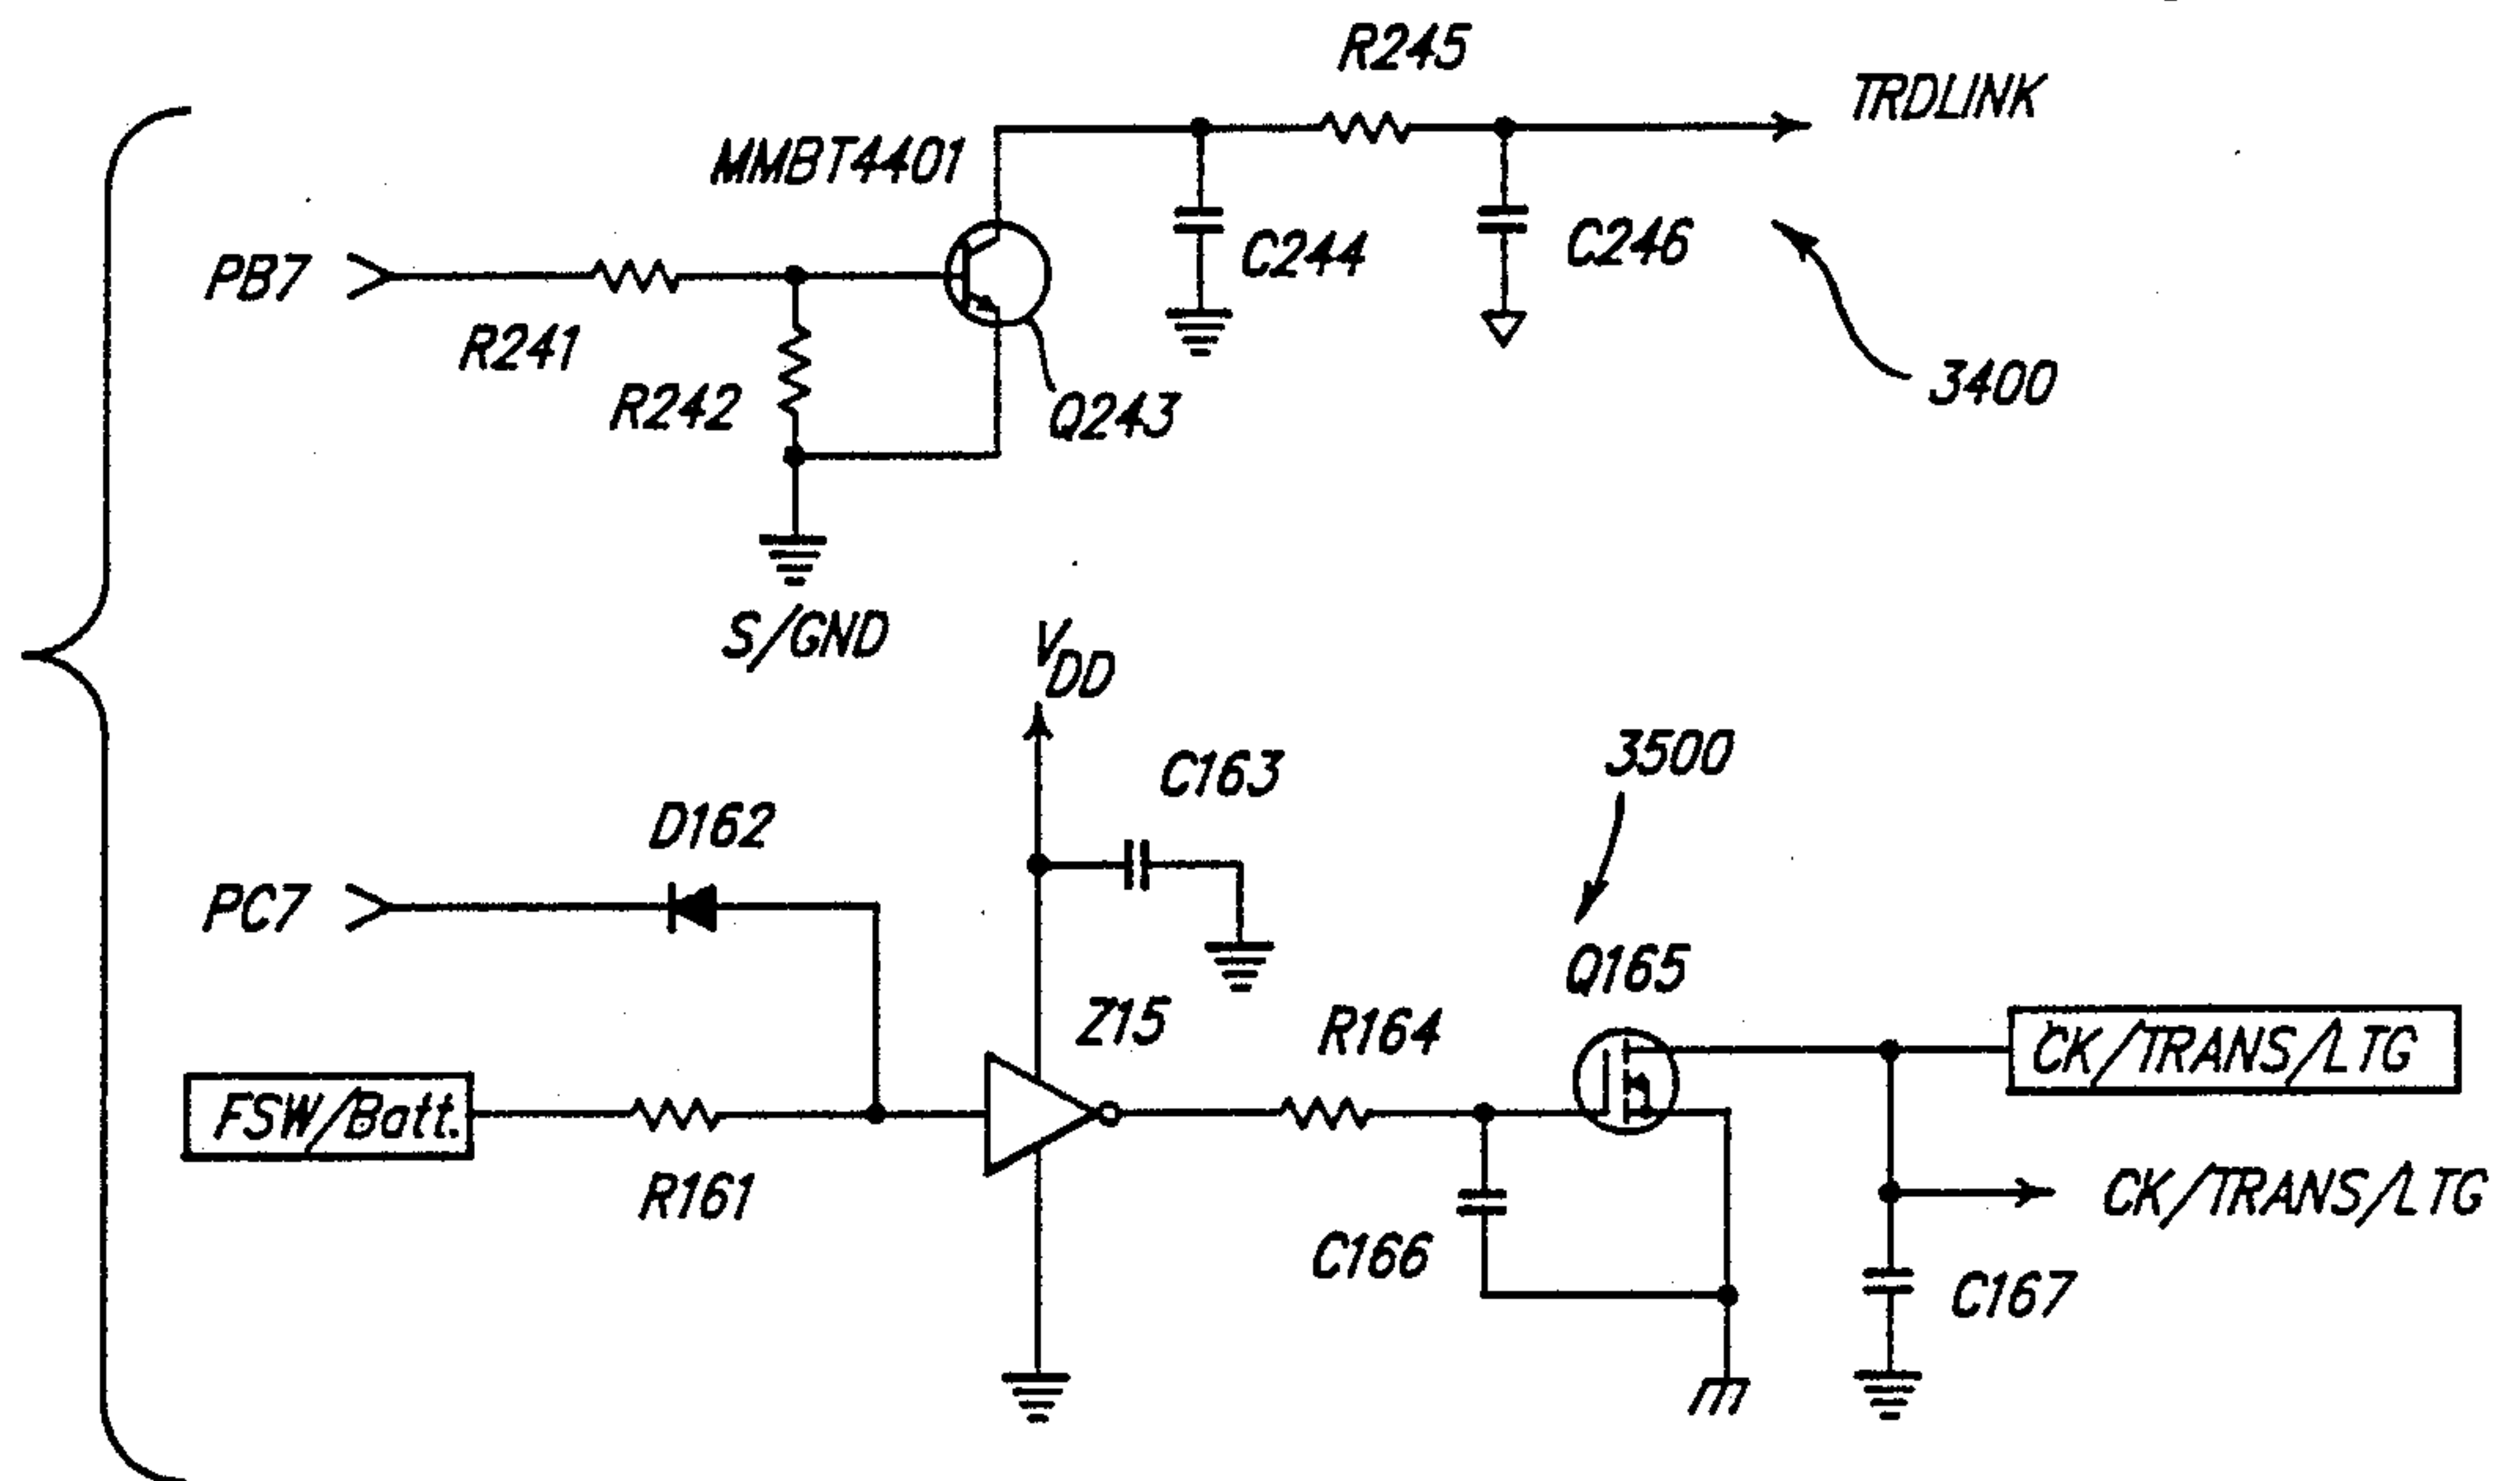 R245
TRDLINK
MMBT4401
PB7
C244
C246
R241
R242
Q243
3400
S/GND
VDD
C163
3500
D162
PC7
Q165
Z15
R164
CK/TRANS/LTG
FSW/Batt.
R161
CK/TRANS/LTG
C166
C167